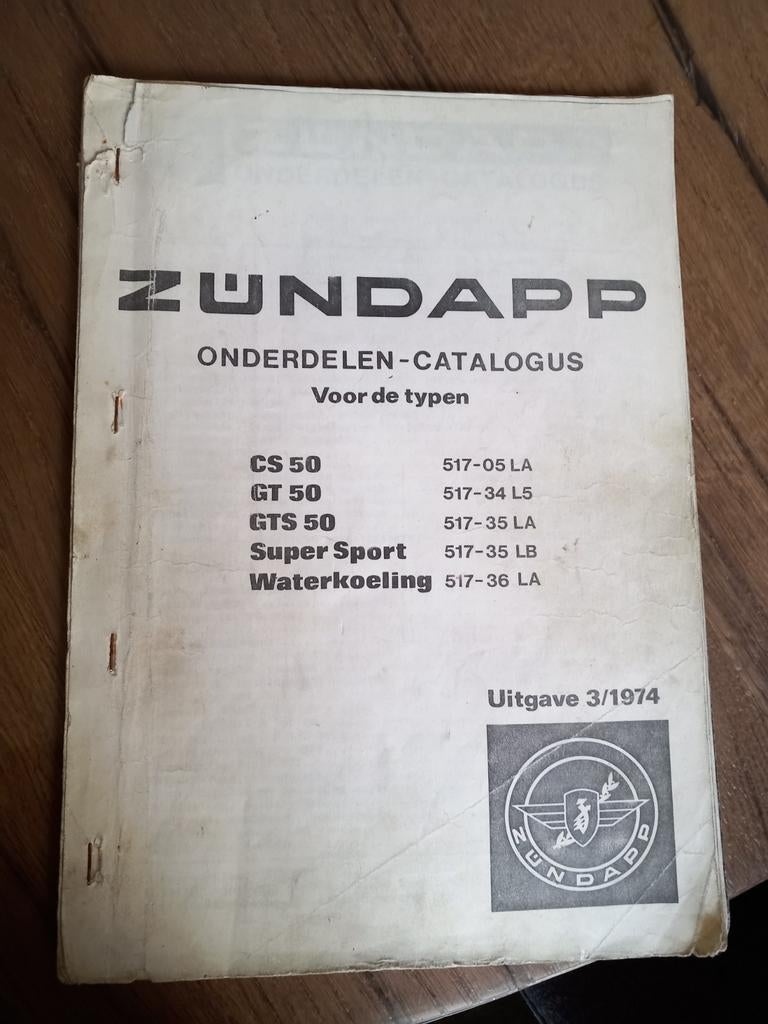 ZÜNDAPP
ONDERDELEN-CATALOGUS
Voor de typen
CS 50 517-05 LA
GT 50 517-34 L5
GTS 50 517-35 LA
Super Sport 517-35 LB
Waterkoeling 517-36 LA
Uitgave 3/1974
ZÜNDAPP